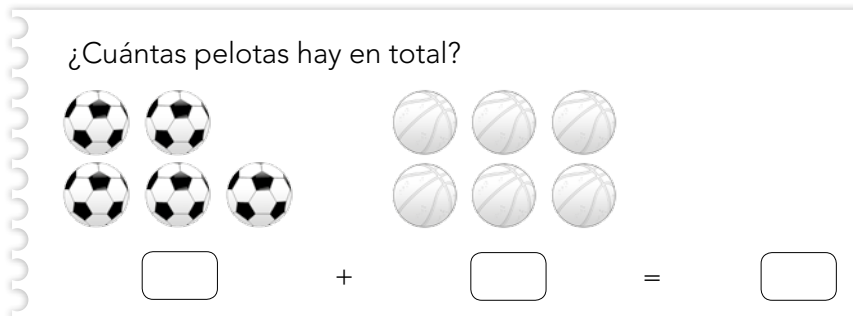 ¿Cuántas pelotas hay en total?
+ =